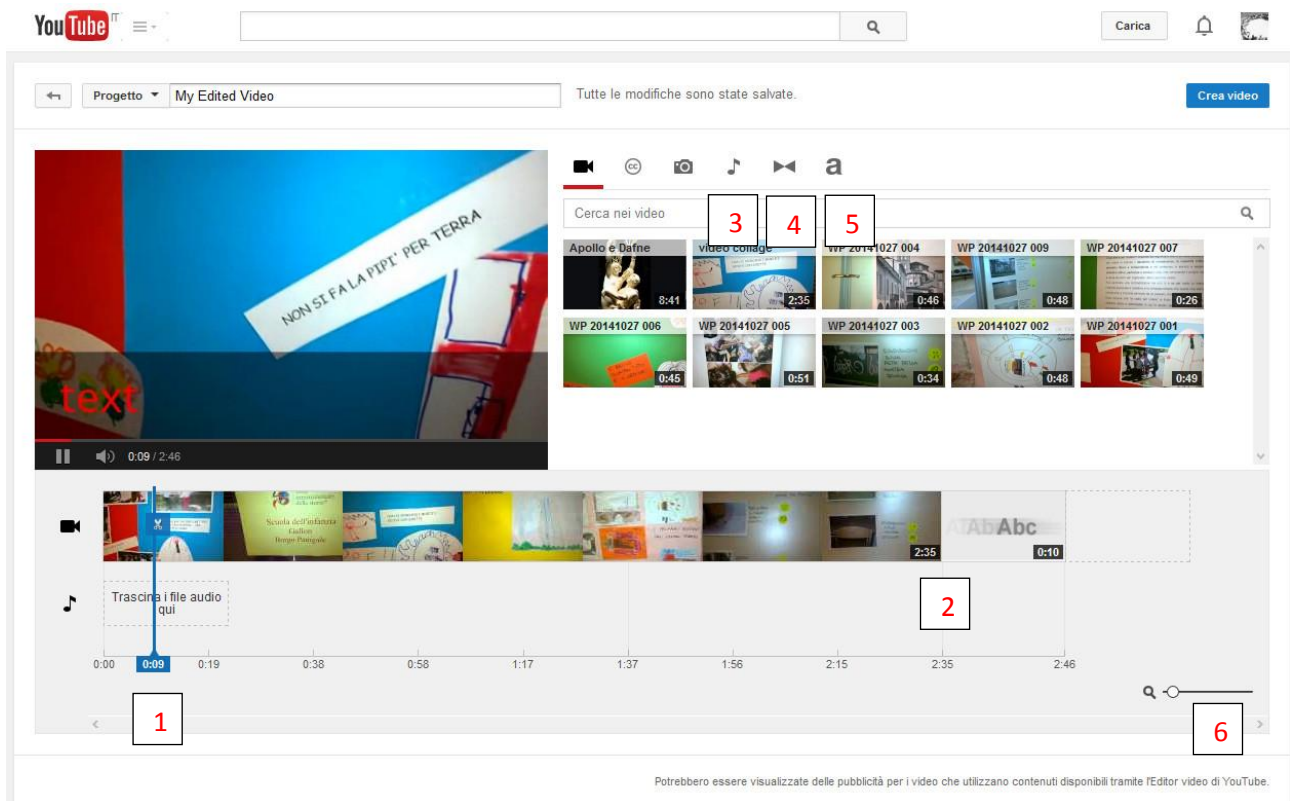 YouTube IT
Carica
Progetto My Edited Video Tutte le modifiche sono state salvate. Crea video
NON SI FA LA PIPI' PER TERRA
text
0:09 / 2:46
cc
a
Cerca nei video
3 4 5
Apollo e Dafne video collage WP 20141027 004 WP 20141027 009 WP 20141027 007
8:41 2:35 0:46 0:48 0:26
WP 20141027 006 WP 20141027 005 WP 20141027 003 WP 20141027 002 WP 20141027 001
0:45 0:51 0:34 0:48 0:49
Scuola dell'infanzia
Borgo Panigale
2:35
Abc
0:10
Trascina i file audio
qui
2
0:00 0:09 0:19 0:38 0:58 1:17 1:37 1:56 2:15 2:35 2:46
1
6
Potrebbero essere visualizzate delle pubblicità per i video che utilizzano contenuti disponibili tramite l'Editor video di YouTube.